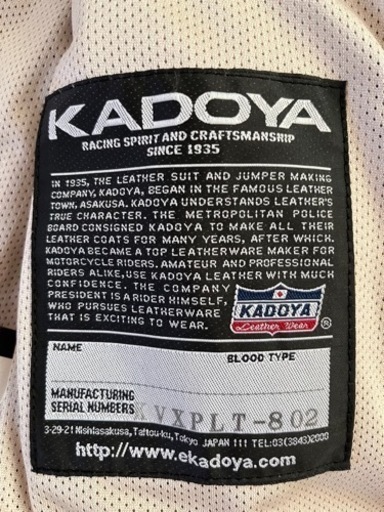 KADOYA
RACING SPIRIT AND CRAFTSMANSHIP
SINCE 1935
IN 1935, THE LEATHER SUIT AND JUMPER MAKING
COMPANY, KADOYA, BEGAN IN THE FAMOUS LEATHER
TOWN, ASAKUSA. KADOYA UNDERSTANDS LEATHER'S
TRUE CHARACTER. THE METROPOLITAN POLICE
BOARD CONSIGNED KADOYA TO MAKE ALL THEIR
LEATHER COATS FOR MANY YEARS, AFTER WHICH,
KADOYA BECAME A TOP LEATHERWARE MAKER FOR
MOTORCYCLE RIDERS. AMATEUR AND PROFESSIONAL
RIDERS ALIKE, USE KADOYA LEATHER WITH MUCH
CONFIDENCE. THE COMPANY
PRESIDENT IS A RIDER HIMSELF,
WHO PURSUES LEATHERWARE
THAT IS EXCITING TO WEAR.
KADOYA
Leather Wear ®
NAME
BLOOD TYPE
MANUFACTURING
SERIAL NUMBERS KVXPLT-802
3-29-21 Nishiasakusa, Taitou-ku, Tokyo JAPAN 111 TEL:03(3843)2000
http://www.ekadoya.com